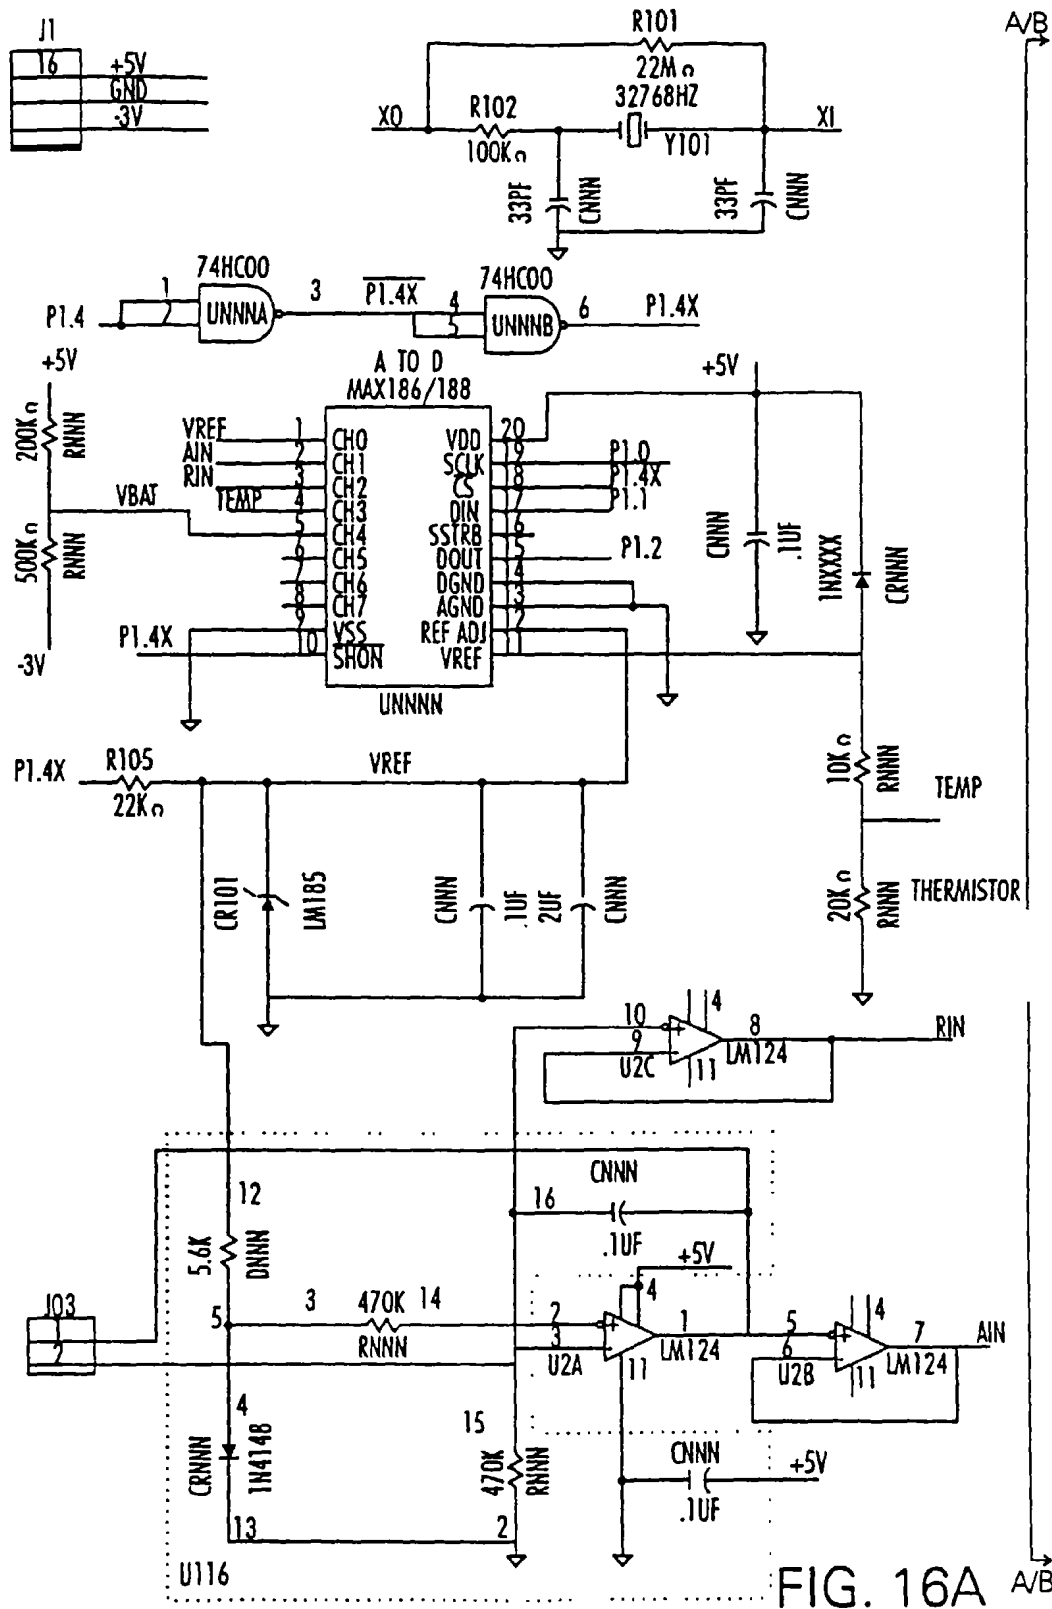 J1
16
+5V
GND
-3V
R101
22MΩ
32768HZ
XO
R102
100KΩ
Y101
XI
33PF
CNNN
33PF
CNNN
A/B
74HC00
P1.4
1
2
UNNNA
3
P1.4X
74HC00
4
5
UNNNB
6
P1.4X
+5V
200KΩ
RNNN
VBAT
500KΩ
RNNN
-3V
A TO D
MAX186/188
VREF 1 CH0
AIN 2 CH1
RIN 3 CH2
TEMP 4 CH3
5 CH4
6 CH5
7 CH6
8 CH7
9 VSS
P1.4X 10 SHON
VDD 20
SCLK 19 P1.0
CS 18 P1.4X
DIN 17 P1.1
SSTRB 16
DOUT 15 P1.2
DGND 14
AGND 13
REF ADJ 12
VREF 11
UNNNN
+5V
CNNN
.1UF
1NXXX
CRNNN
10KΩ
RNNN
TEMP
20KΩ
RNNN
THERMISTOR
P1.4X
R105
22KΩ
VREF
CR101
LM185
CNNN
.1UF
2UF
CNNN
10
9
U2C
4
11
8
LM124
RIN
12
5.6K
DNNN
CNNN
16
.1UF
+5V
J03
1
2
5
3
470K
RNNN
14
2
3
U2A
4
11
1
LM124
5
6
U2B
4
11
7
LM124
AIN
4
CRNNN
1N4148
13
15
470K
RNNN
2
CNNN
.1UF
+5V
U116
FIG. 16A
A/B